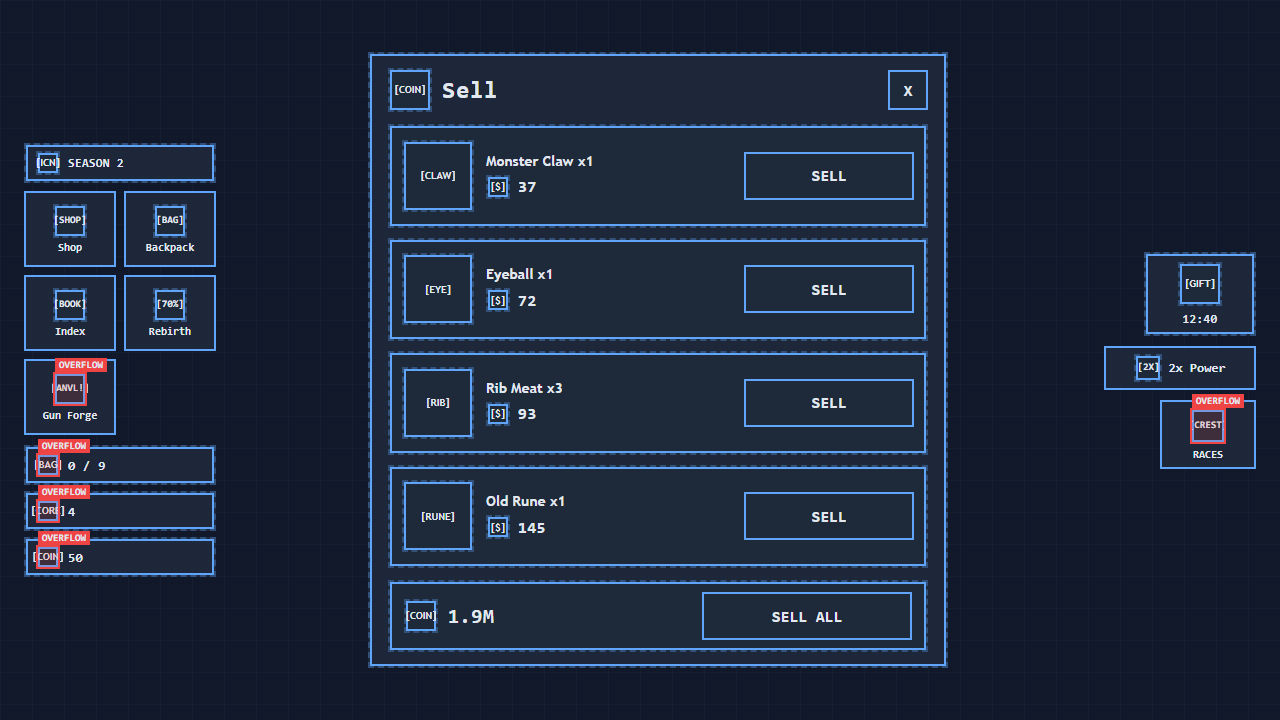 [COIN] Sell X
[ICN] SEASON 2
[SHOP]
Shop
[BAG]
Backpack
[BOOK]
Index
[70%]
Rebirth
OVERFLOW
[ANVL!]
Gun Forge
OVERFLOW
[BAG] 0 / 9
OVERFLOW
[CORE] 4
OVERFLOW
[COIN] 50
[CLAW]
Monster Claw x1
[$] 37
SELL
[EYE]
Eyeball x1
[$] 72
SELL
[RIB]
Rib Meat x3
[$] 93
SELL
[RUNE]
Old Rune x1
[$] 145
SELL
[COIN] 1.9M
SELL ALL
[GIFT]
12:40
[2X] 2x Power
OVERFLOW
CREST
RACES